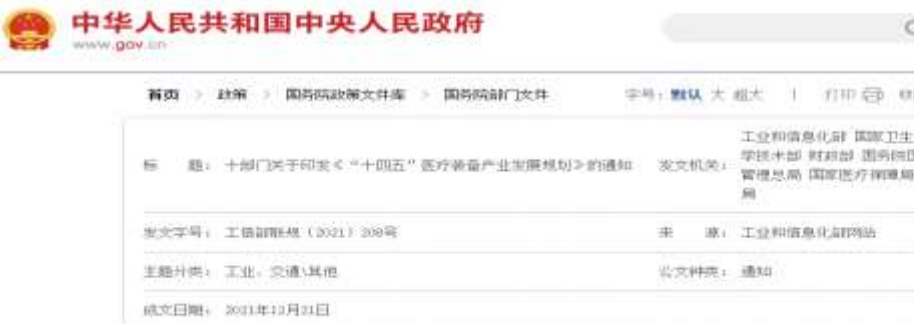 中华人民共和国中央人民政府
www.gov.cn
首页 > 政策 > 国务院政策文件库 > 国务院部门文件 字号：默认 大 超大 | 打印
标 题： 十部门关于印发《“十四五”医疗装备产业发展规划》的通知 发文机关：
工业和信息化部 国家卫生
学技术部 财政部 国务院国
管理总局 国家医疗保障局
局
发文字号： 工信部联规〔2021〕208号 来 源： 工业和信息化部网站
主题分类： 工业、交通\其他 公文种类： 通知
成文日期： 2021年12月21日